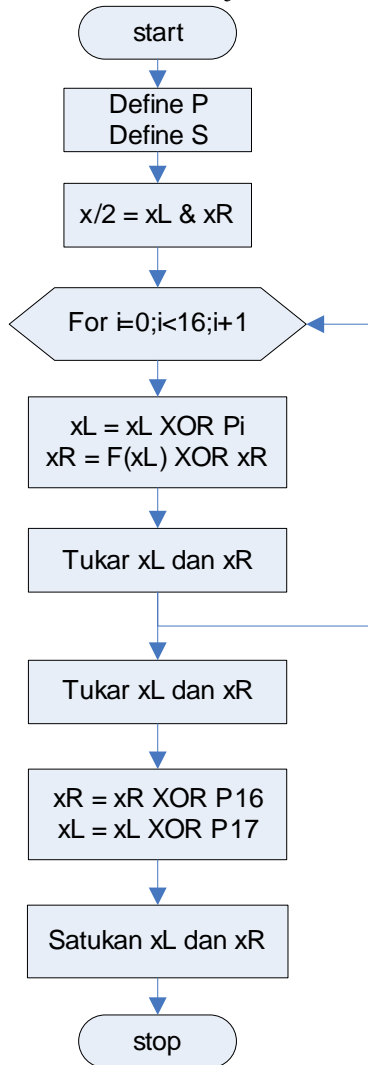 start
Define P
Define S
x/2 = xL & xR
For i=0;i<16;i+1
xL = xL XOR Pi
xR = F(xL) XOR xR
Tukar xL dan xR
Tukar xL dan xR
xR = xR XOR P16
xL = xL XOR P17
Satukan xL dan xR
stop